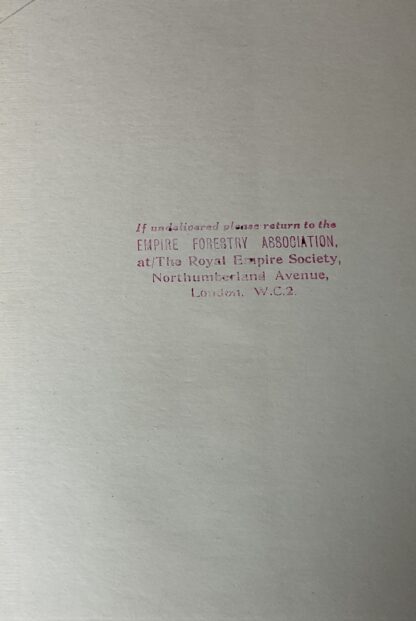 If undelivered please return to the
EMPIRE FORESTRY ASSOCIATION,
at/The Royal Empire Society,
Northumberland Avenue,
London, W.C.2.